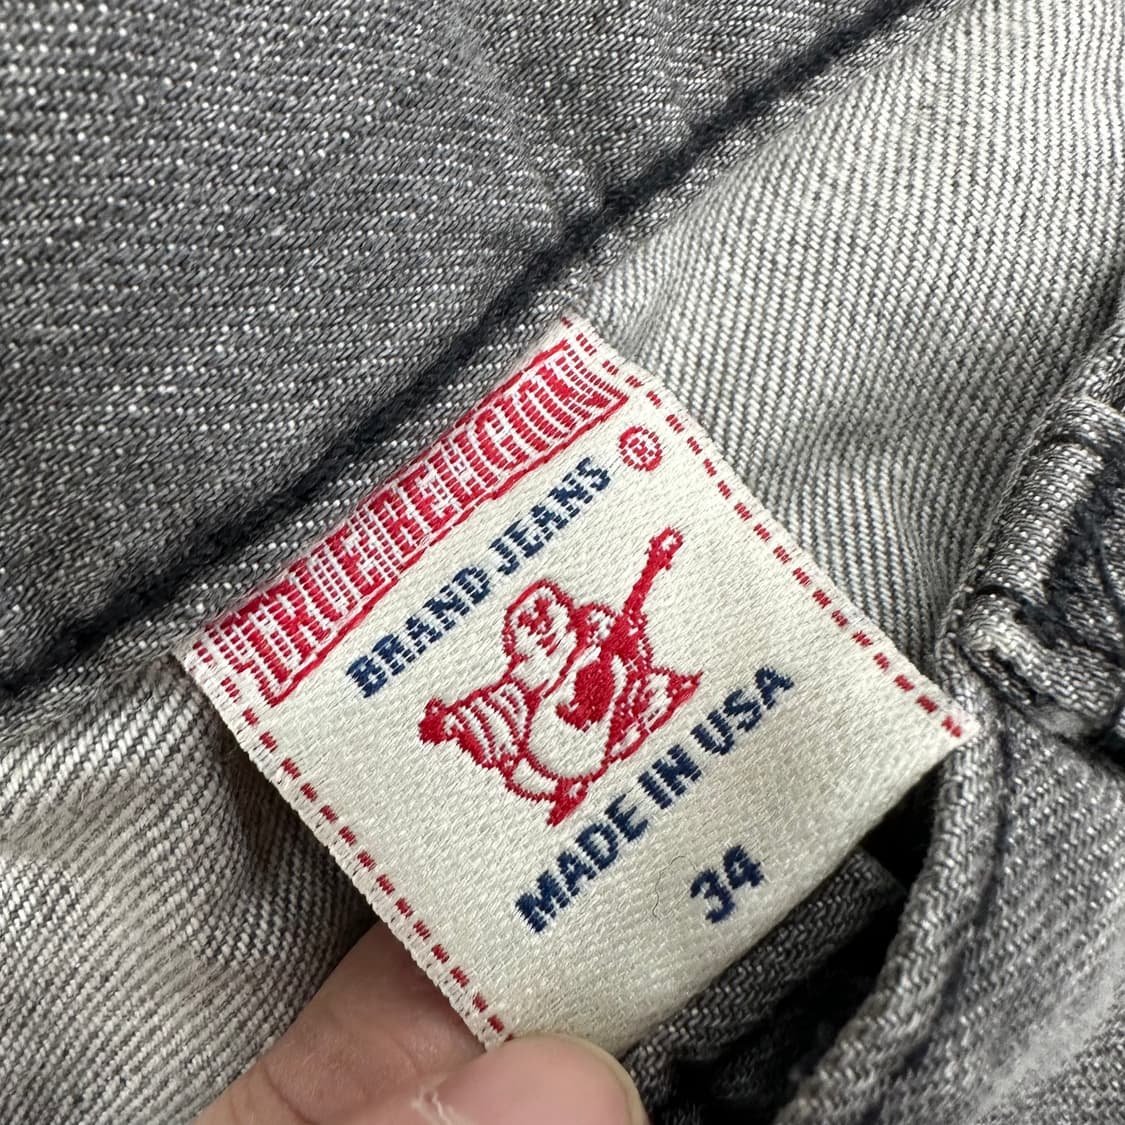 TRUE RELIGION
®
BRAND JEANS
MADE IN USA
34